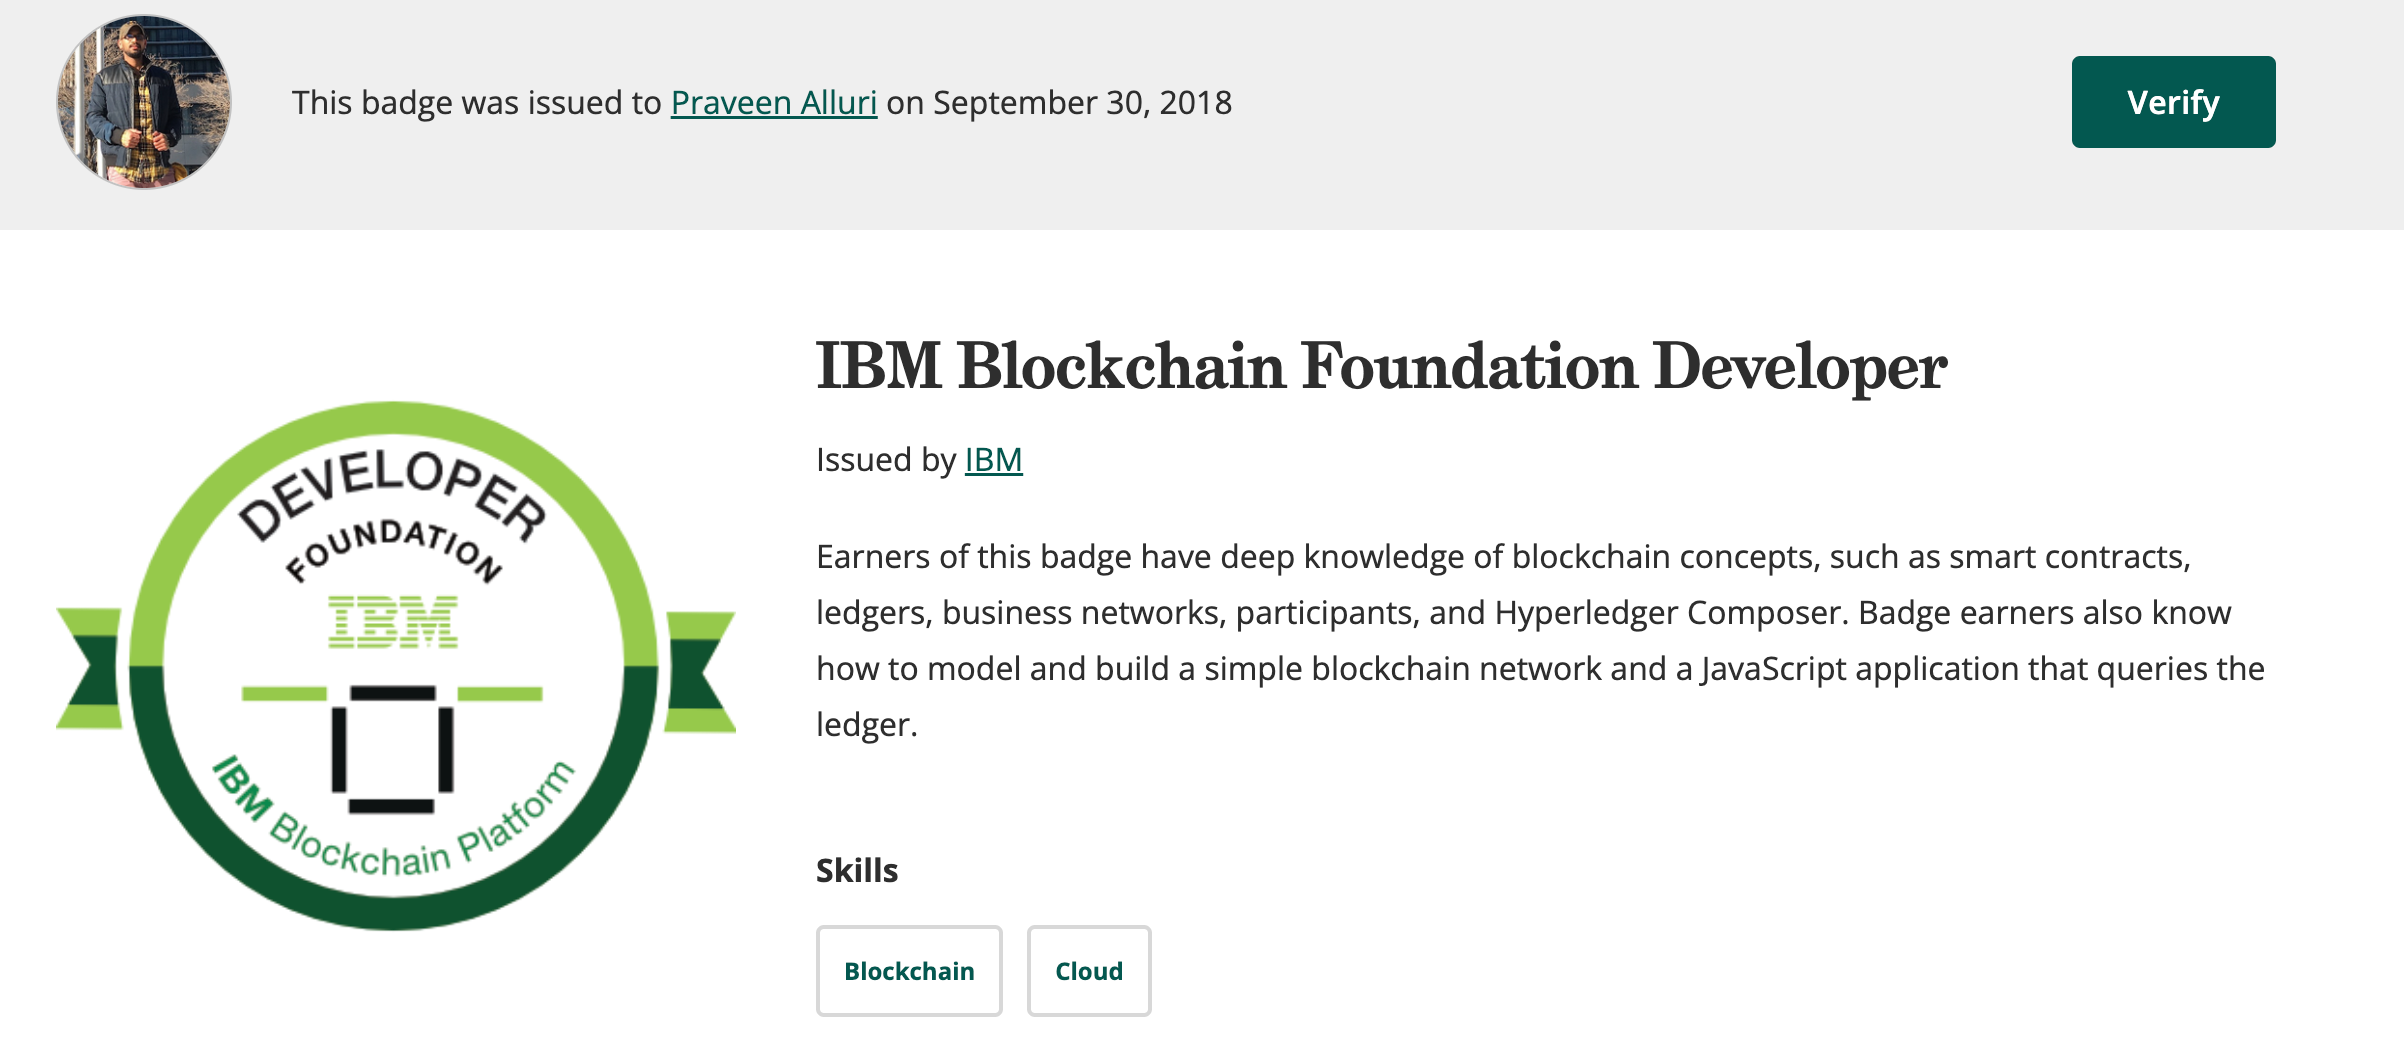 This badge was issued to Praveen Alluri on September 30, 2018
Verify
DEVELOPER
FOUNDATION
IBM
IBM Blockchain Platform
IBM Blockchain Foundation Developer
Issued by IBM
Earners of this badge have deep knowledge of blockchain concepts, such as smart contracts,
ledgers, business networks, participants, and Hyperledger Composer. Badge earners also know
how to model and build a simple blockchain network and a JavaScript application that queries the
ledger.
Skills
Blockchain
Cloud